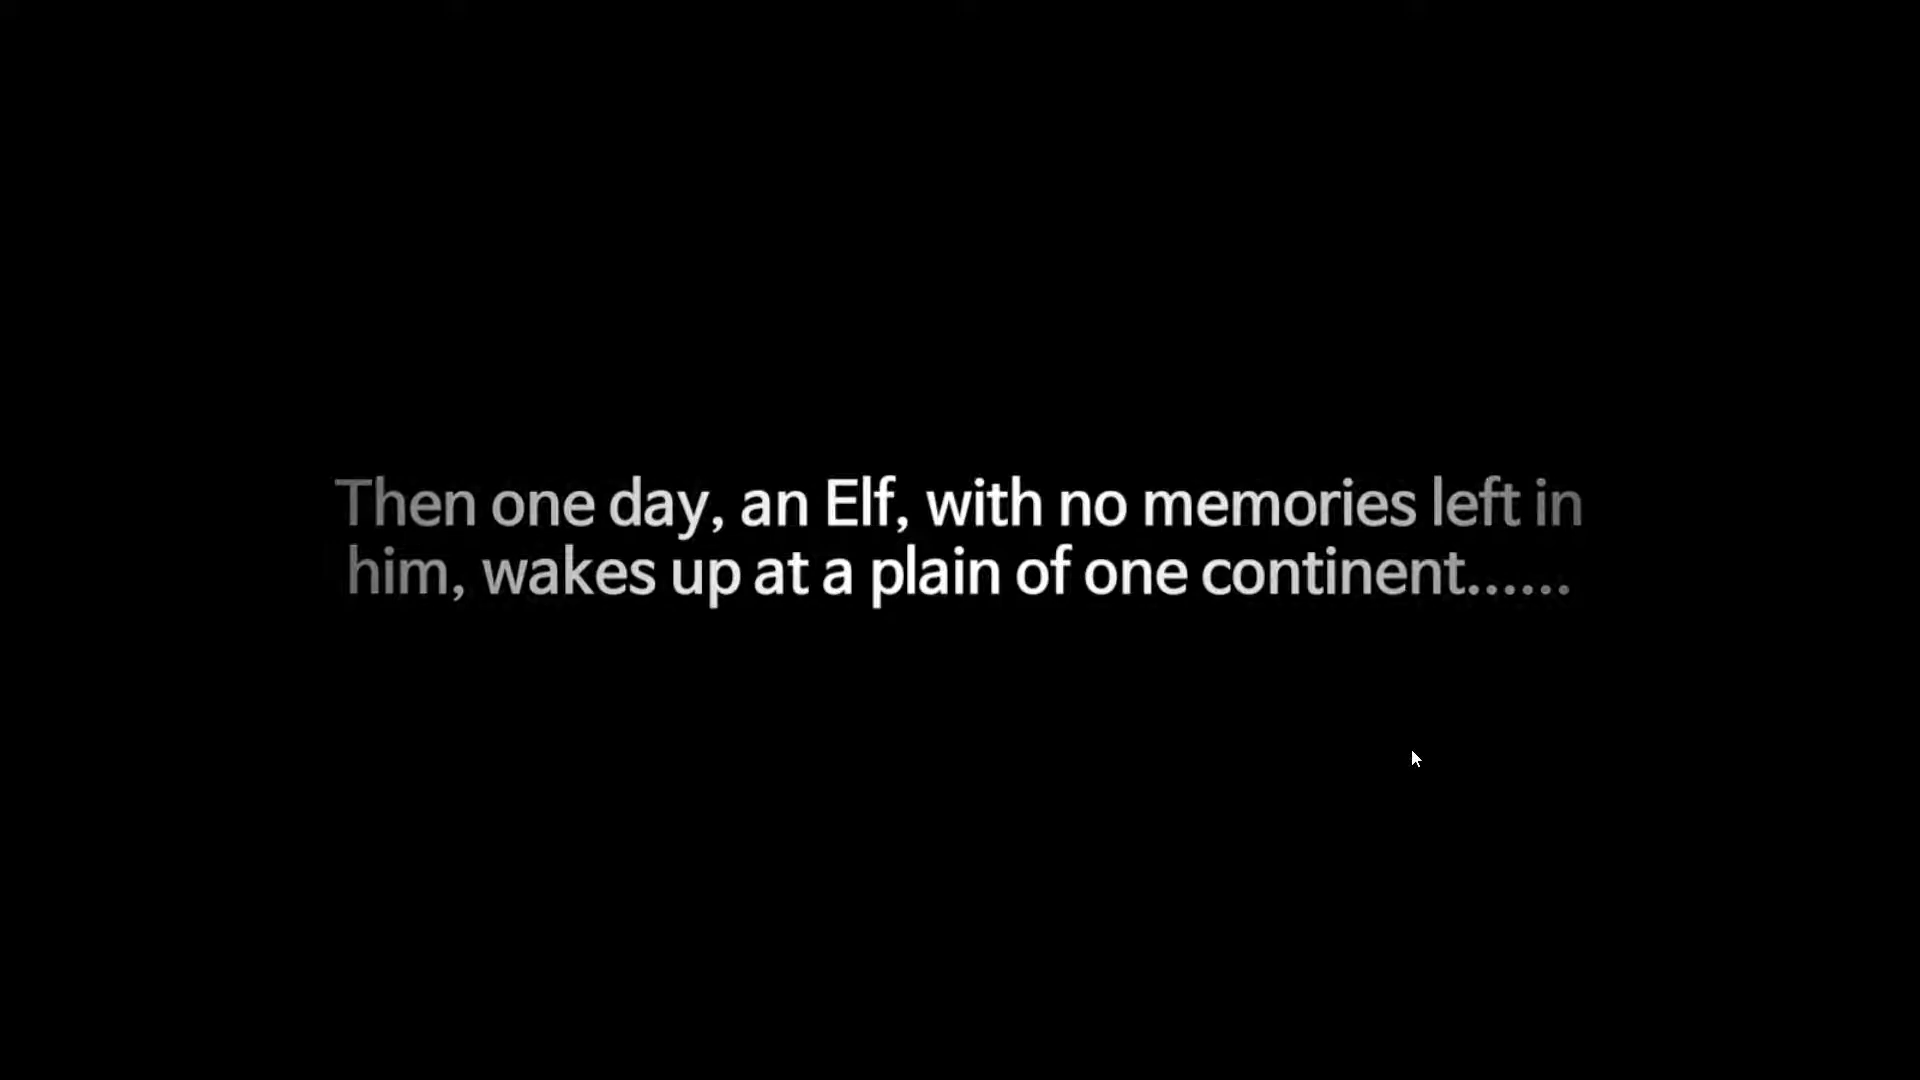 Then one day, an Elf, with no memories left in
him, wakes up at a plain of one continent......